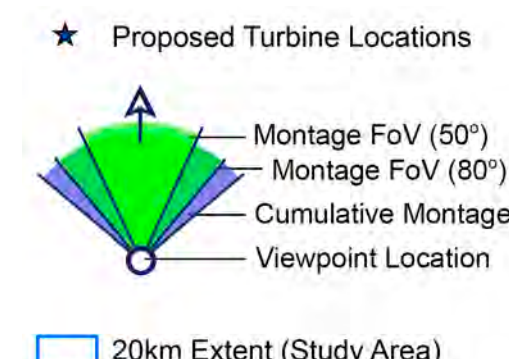 Proposed Turbine Locations
Montage FoV (50°)
Montage FoV (80°)
Cumulative Montage
Viewpoint Location
20km Extent (Study Area)